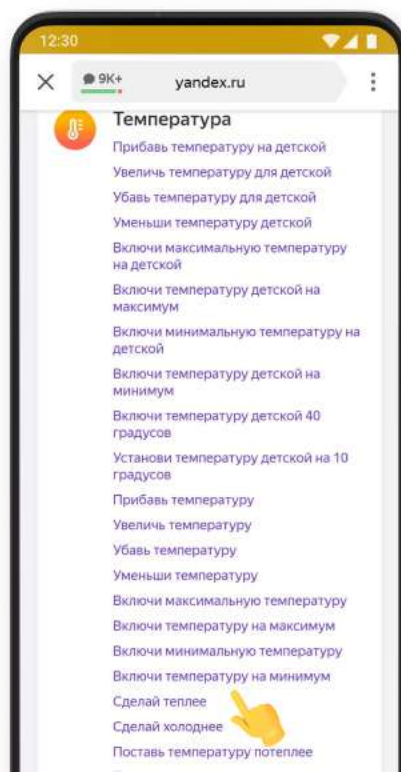 12:30
9K+
yandex.ru
Температура
Прибавь температуру на детской
Увеличь температуру для детской
Убавь температуру для детской
Уменьши температуру детской
Включи максимальную температуру
на детской
Включи температуру детской на
максимум
Включи минимальную температуру на
детской
Включи температуру детской на
минимум
Включи температуру детской 40
градусов
Установи температуру детской на 10
градусов
Прибавь температуру
Увеличь температуру
Убавь температуру
Уменьши температуру
Включи максимальную температуру
Включи температуру на максимум
Включи минимальную температуру
Включи температуру на минимум
Сделай теплее
Сделай холоднее
Поставь температуру потеплее